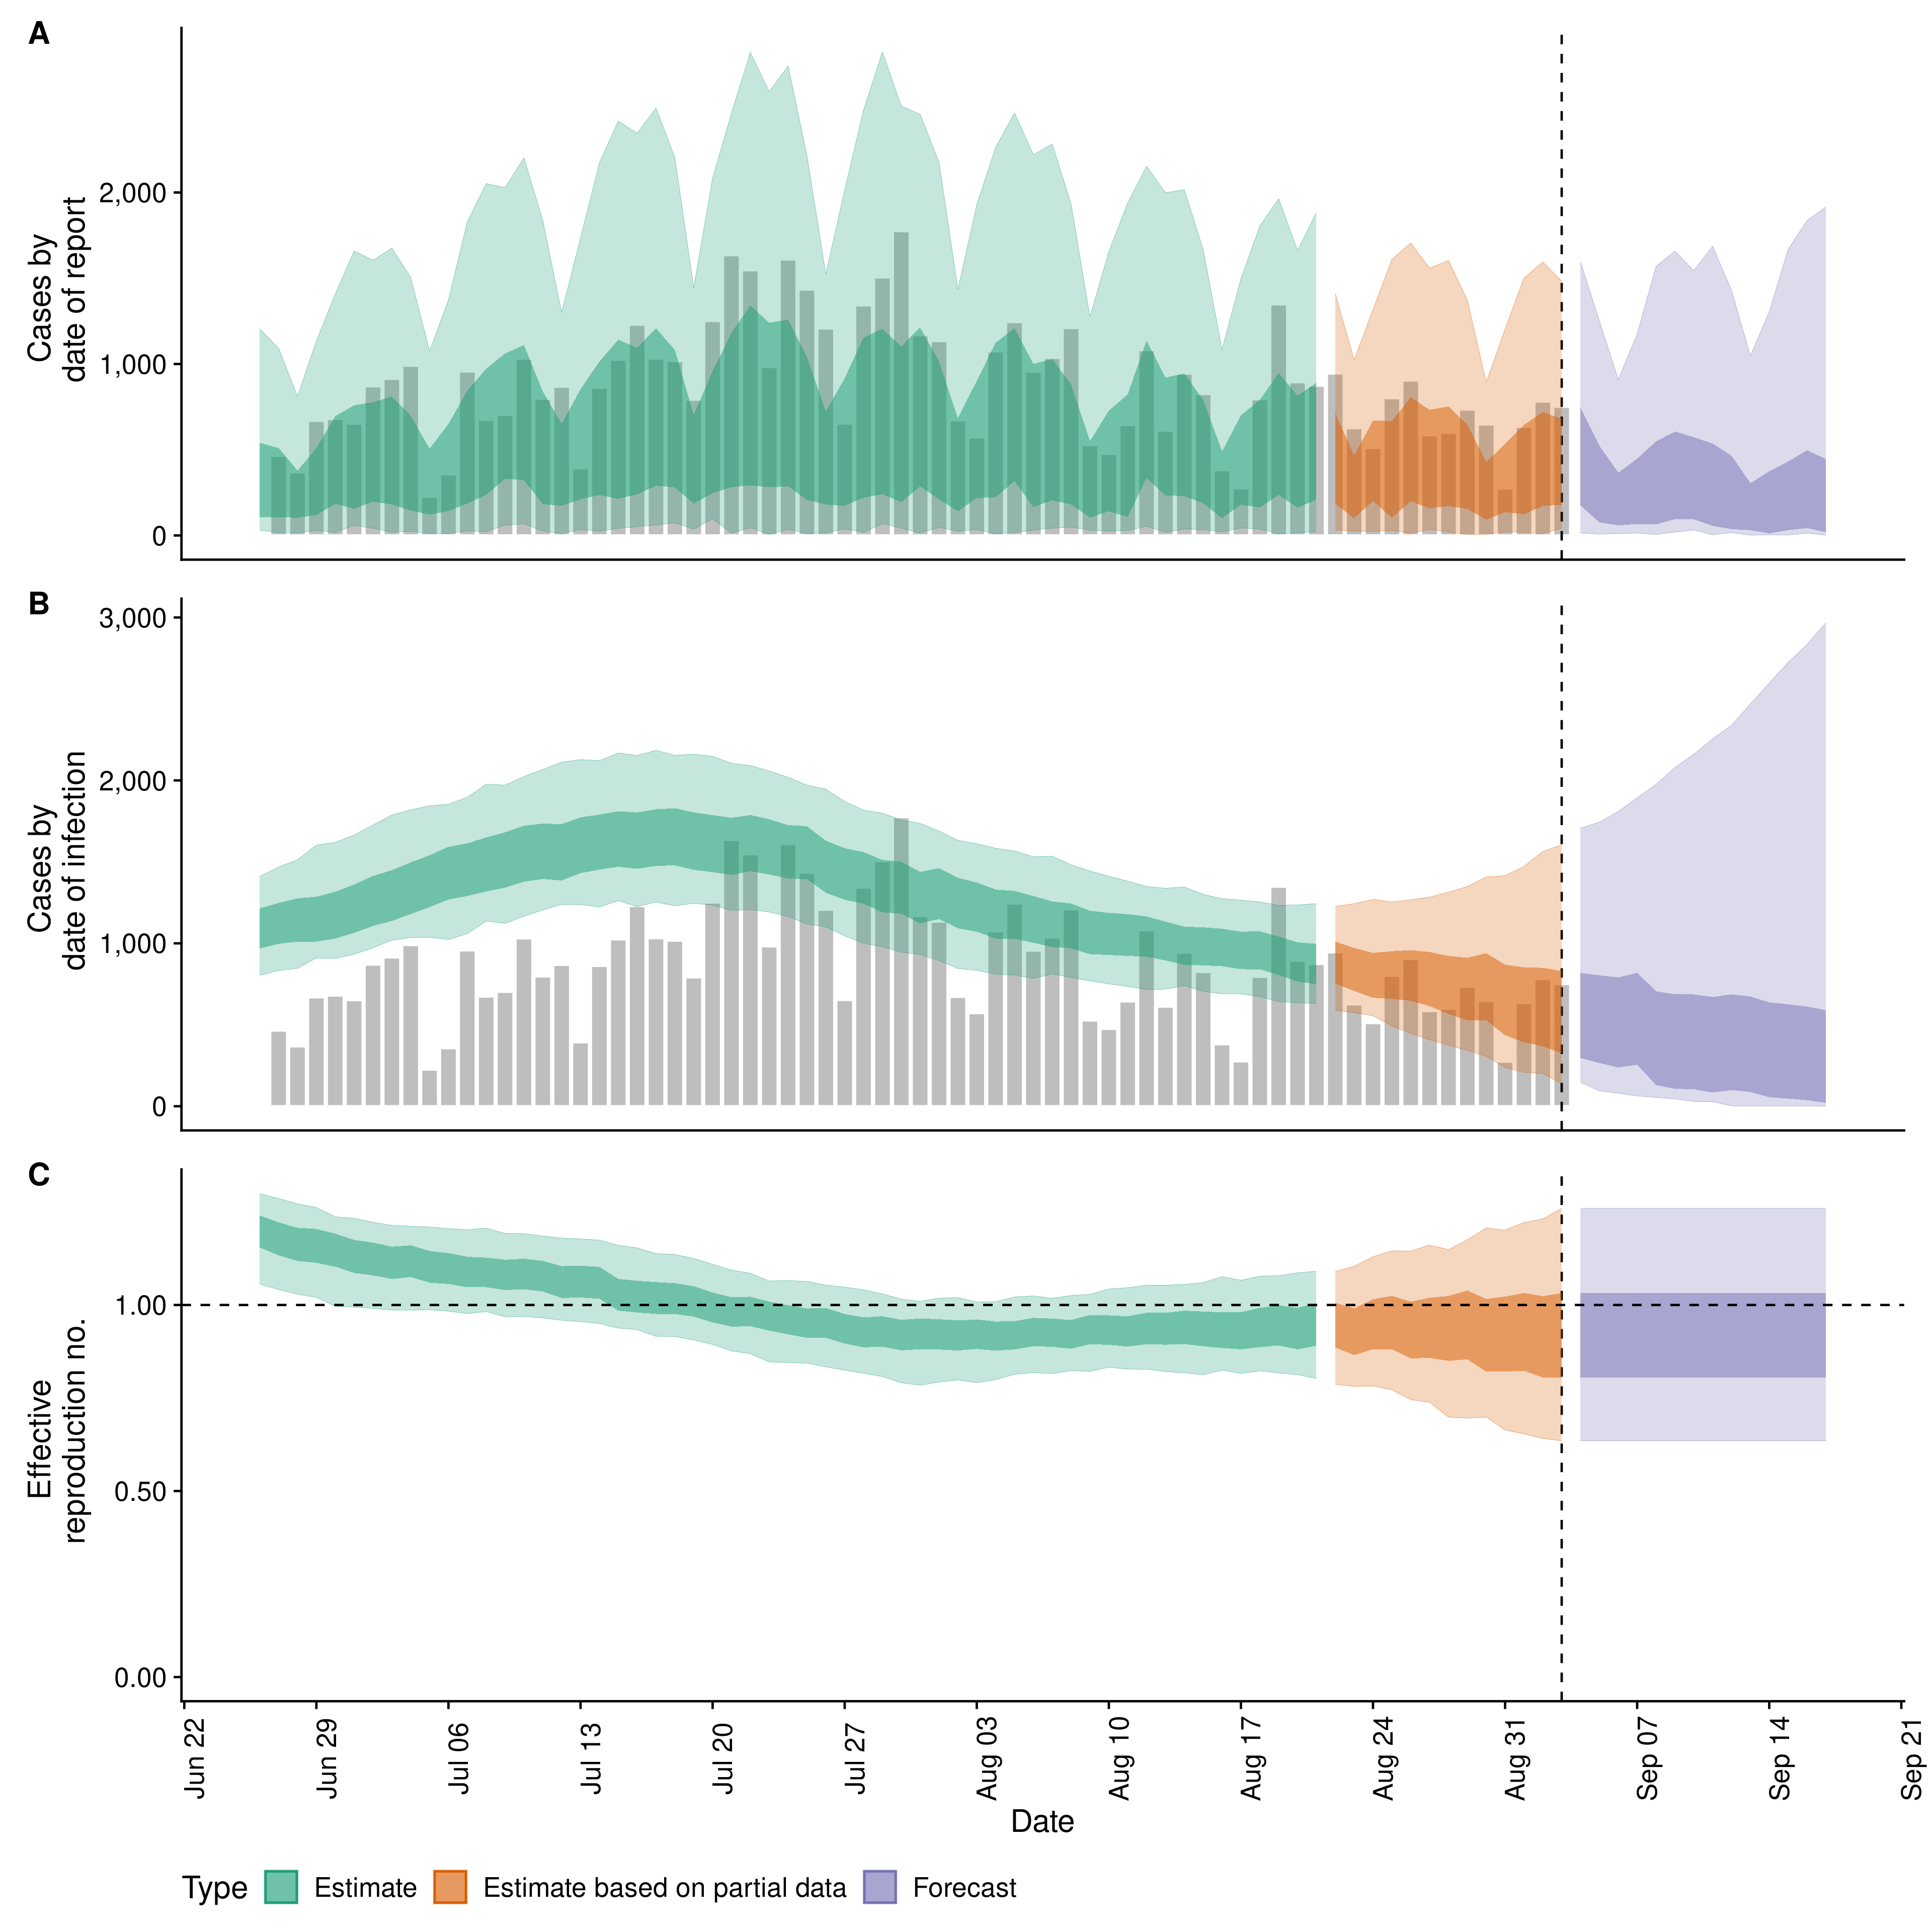 A
Cases by
date of report
2,000
1,000
0
B
Cases by
date of infection
3,000
2,000
1,000
0
C
Effective
reproduction no.
1.00
0.50
0.00
Jun 22
Jun 29
Jul 06
Jul 13
Jul 20
Jul 27
Aug 03
Aug 10
Aug 17
Aug 24
Aug 31
Sep 07
Sep 14
Sep 21
Date
Type Estimate Estimate based on partial data Forecast